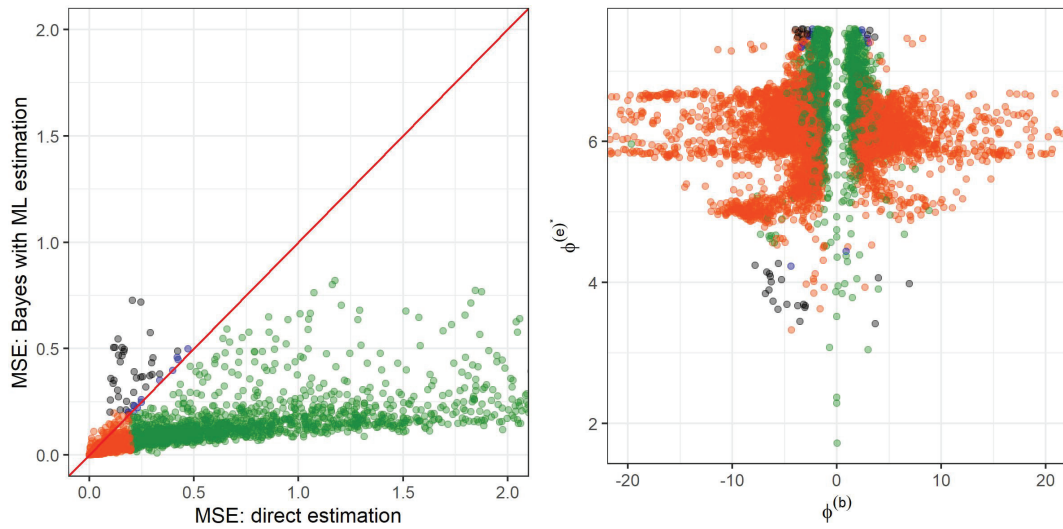 2.0
1.5
1.0
0.5
0.0
MSE: Bayes with ML estimation
0.0 0.5 1.0 1.5 2.0
MSE: direct estimation
6
4
2
ϕ(e)*
-20 -10 0 10 20
ϕ(b)